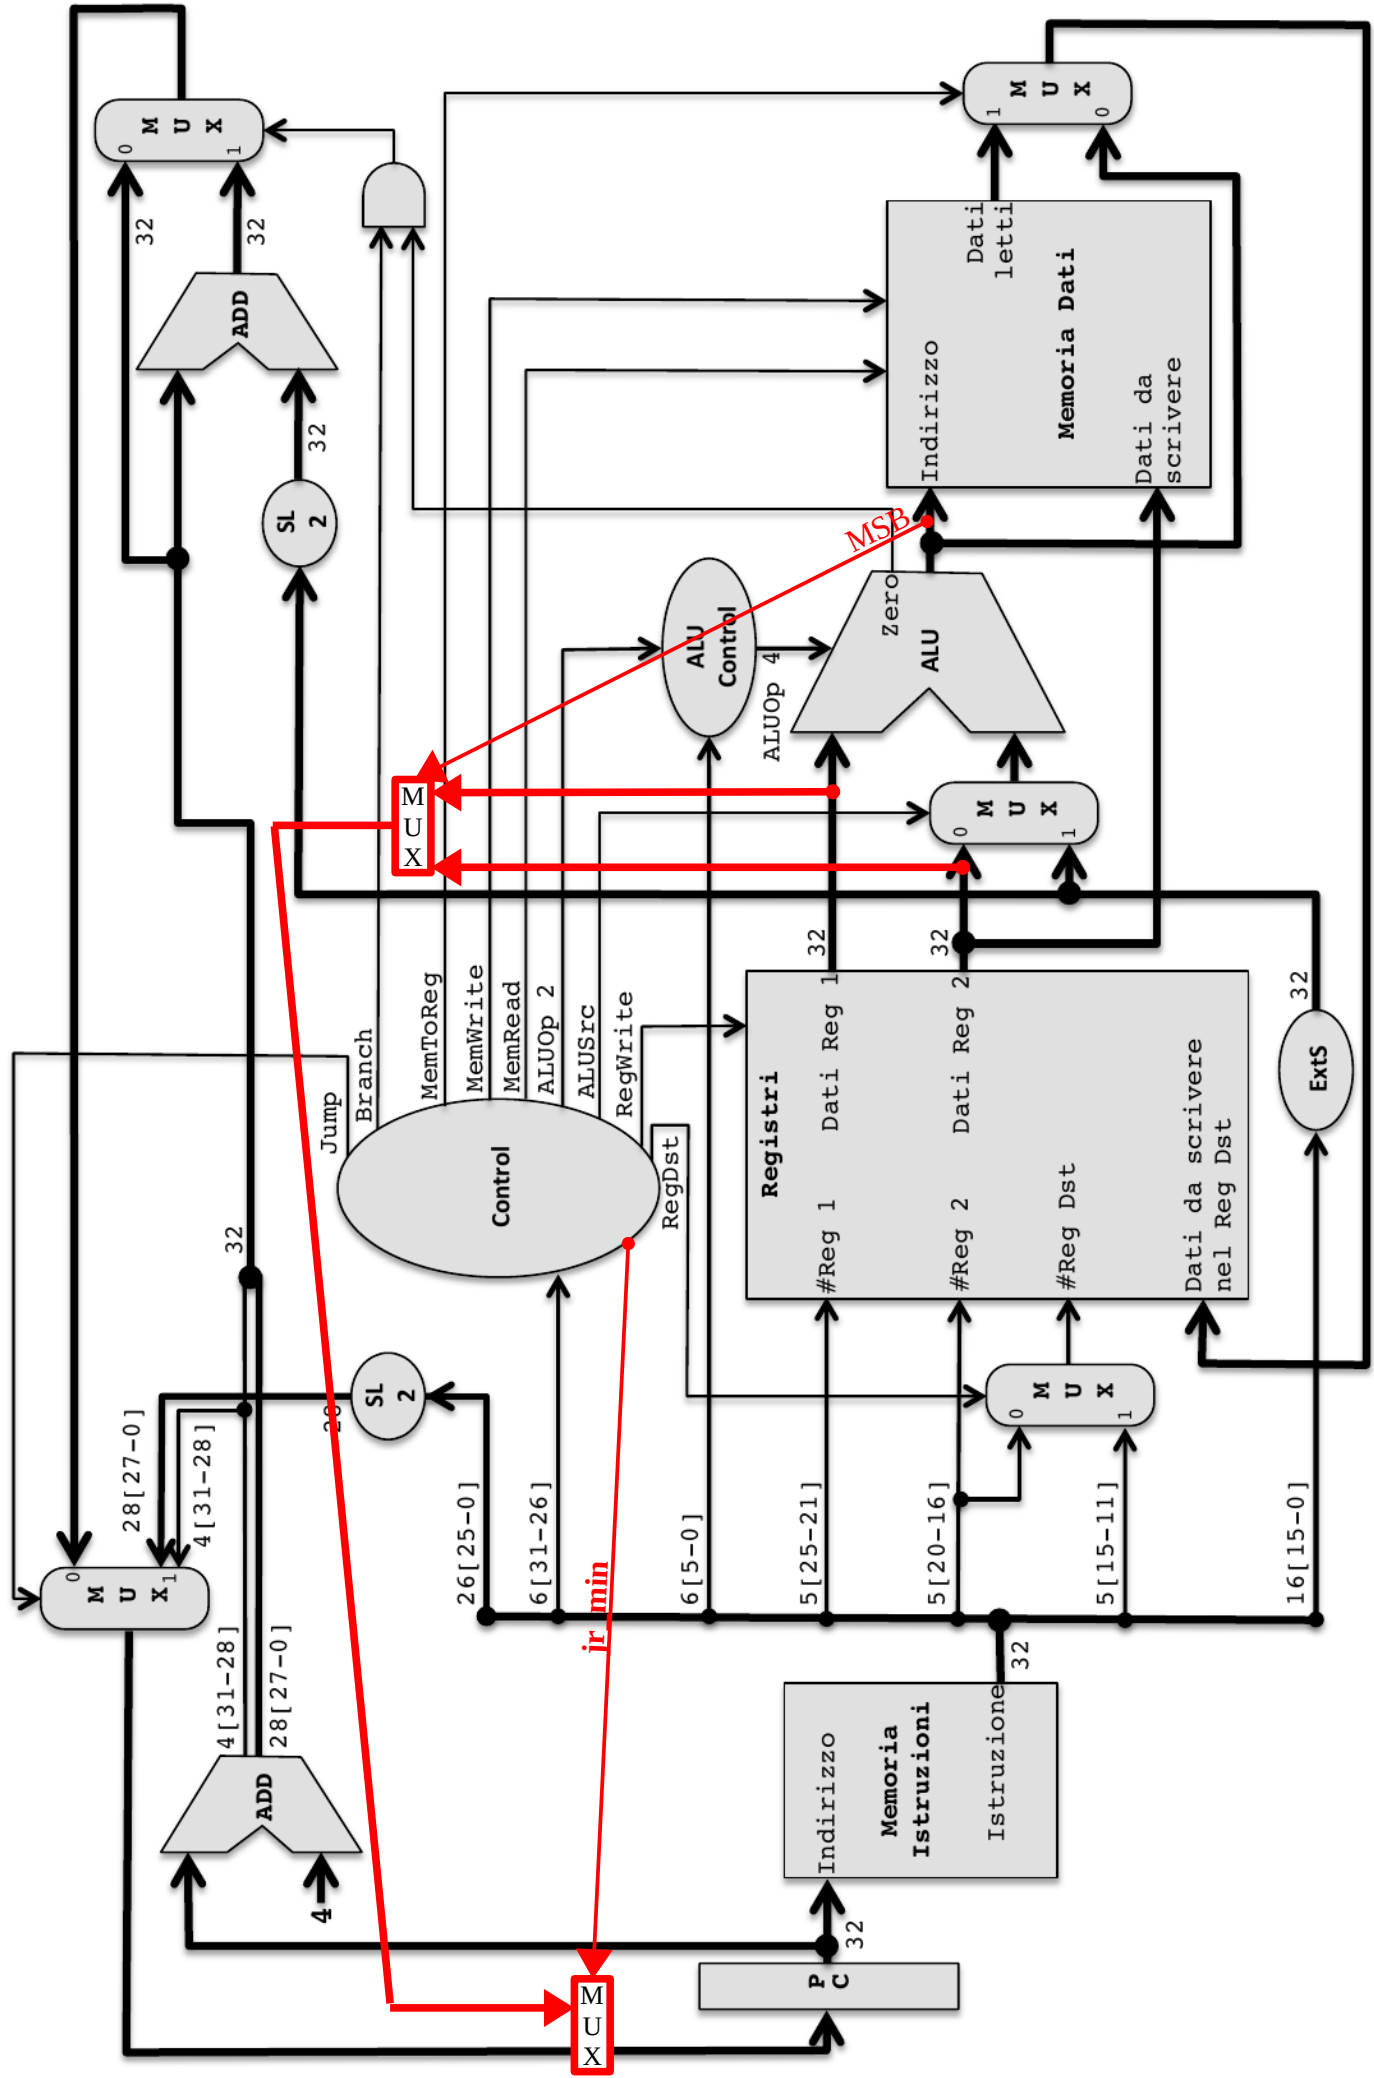 0
M
U
X
1
32
32
ADD
SL
2
32
1
M
U
X
0
Dati
letti
Memoria Dati
Indirizzo
Dati da
scrivere
MSB
Zero
ALU
ALU
Control
ALUOp 4
M
U
X
0
M
U
X
1
32
32
32
Jump
Branch
MemToReg
MemWrite
MemRead
ALUOp 2
ALUSrc
RegWrite
RegDst
Control
Registri
#Reg 1 Dati Reg 1
#Reg 2 Dati Reg 2
#Reg Dst
Dati da scrivere
nel Reg Dst
ExtS
32
SL
2
28
28[27-0]
4[31-28]
0
M
U
X
1
0
M
U
X
1
26[25-0]
6[31-26]
6[5-0]
5[25-21]
5[20-16]
5[15-11]
16[15-0]
jr_min
4[31-28]
28[27-0]
ADD
4
32
Indirizzo
Memoria
Istruzioni
Istruzione
32
P
C
M
U
X